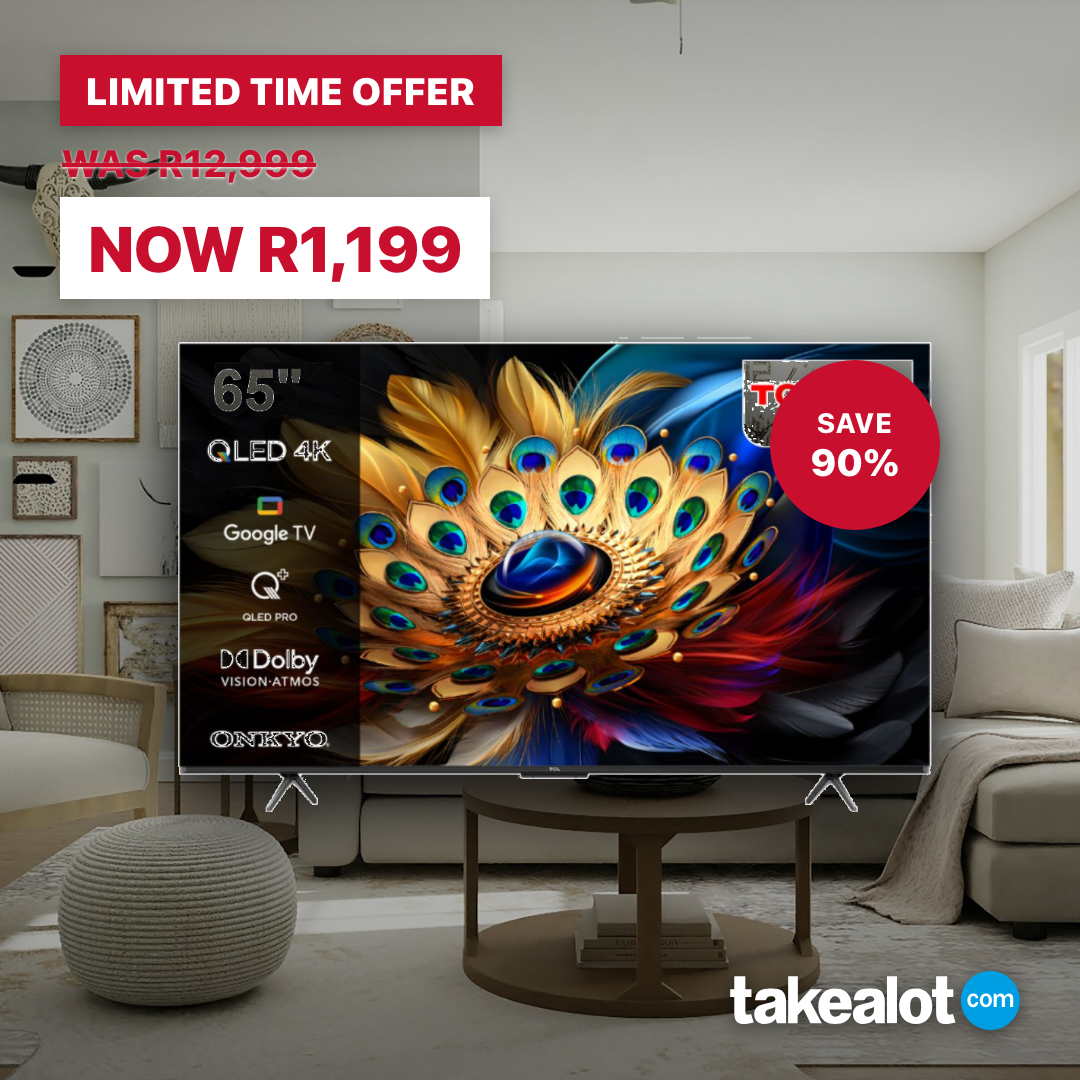 LIMITED TIME OFFER
WAS R12,999
NOW R1,199
65"
QLED 4K
Google TV
Q+
QLED PRO
Dolby
VISION·ATMOS
ONKYO
SAVE
90%
TCL
takealot com